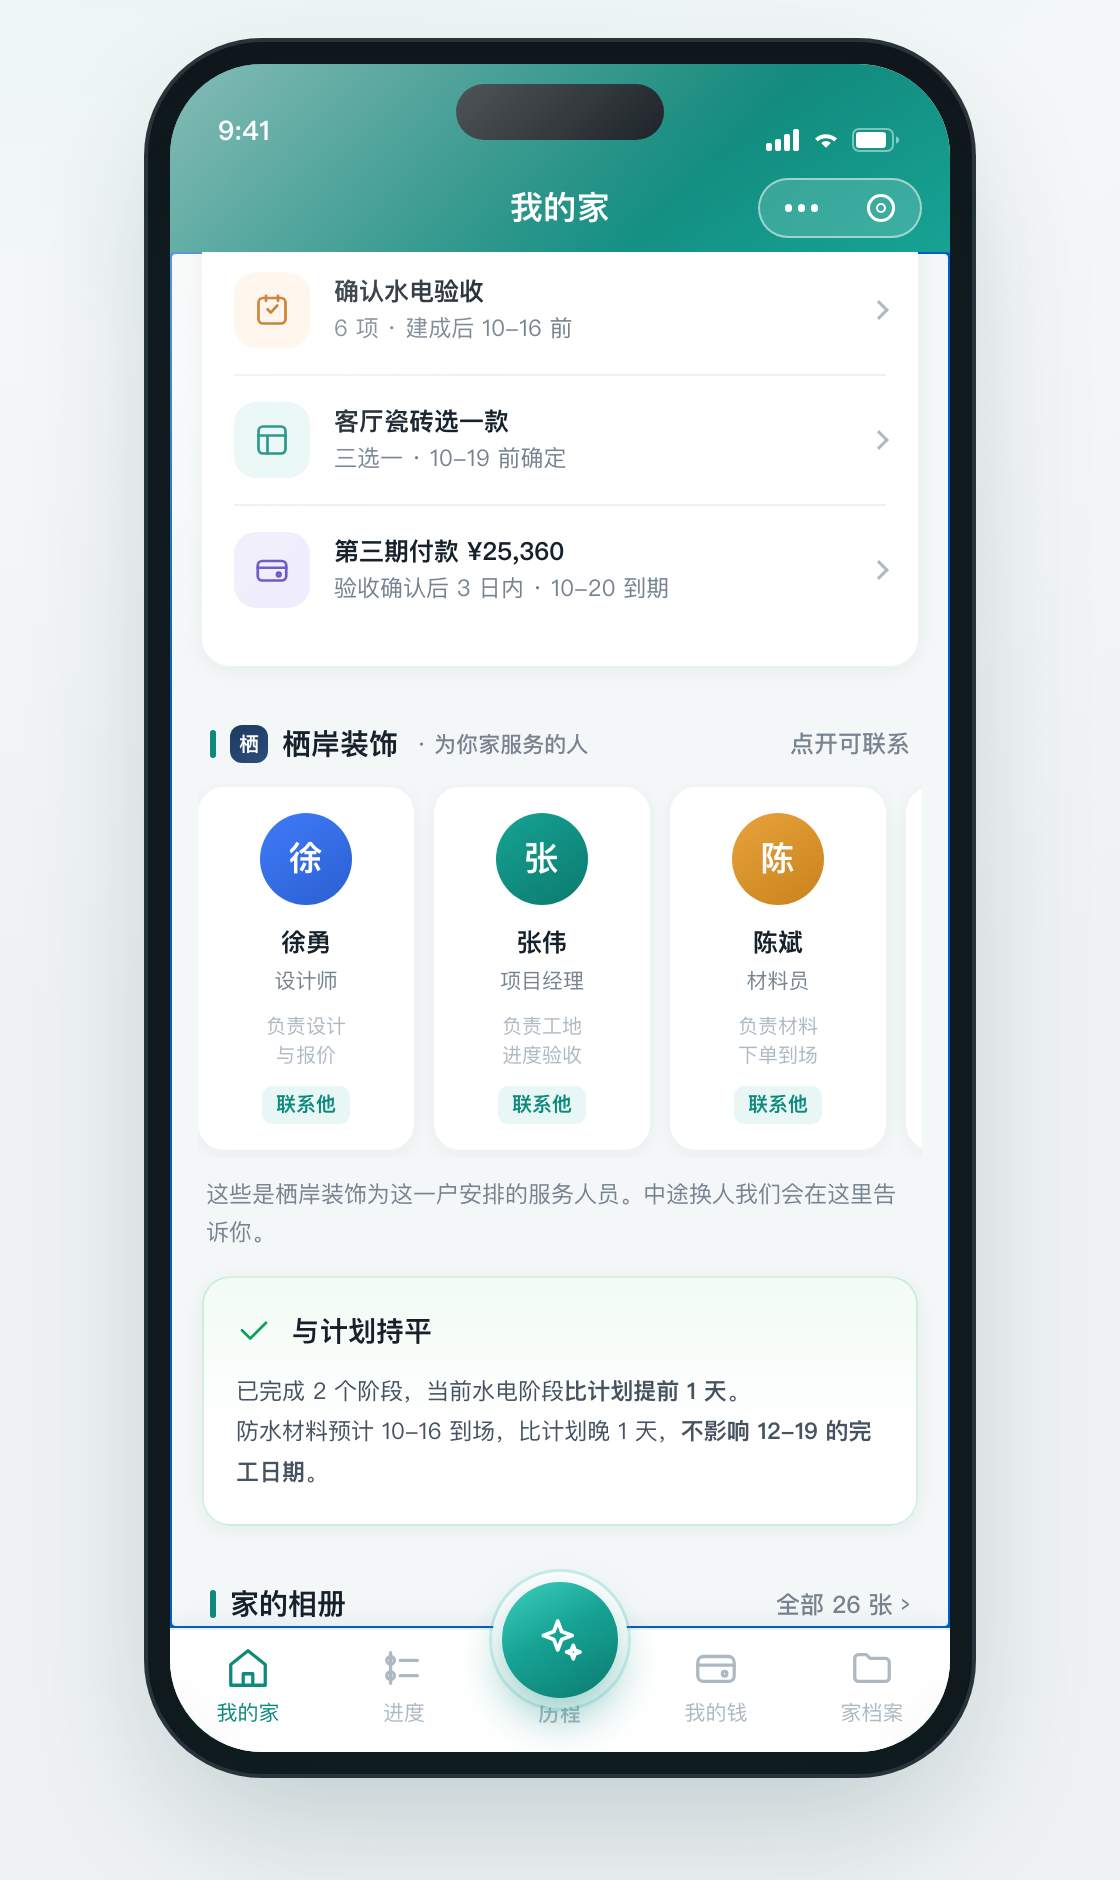 9:41
我的家
确认水电验收
6 项 · 建成后 10–16 前
客厅瓷砖选一款
三选一 · 10–19 前确定
第三期付款 ¥25,360
验收确认后 3 日内 · 10–20 到期
栖 栖岸装饰 · 为你家服务的人 点开可联系
徐 张 陈
徐勇 张伟 陈斌
设计师 项目经理 材料员
负责设计 负责工地 负责材料
与报价 进度验收 下单到场
联系他 联系他 联系他
这些是栖岸装饰为这一户安排的服务人员。中途换人我们会在这里告
诉你。
与计划持平
已完成 2 个阶段，当前水电阶段比计划提前 1 天。
防水材料预计 10–16 到场，比计划晚 1 天，不影响 12–19 的完
工日期。
家的相册 全部 26 张 ›
我的家 进度 历程 我的钱 家档案